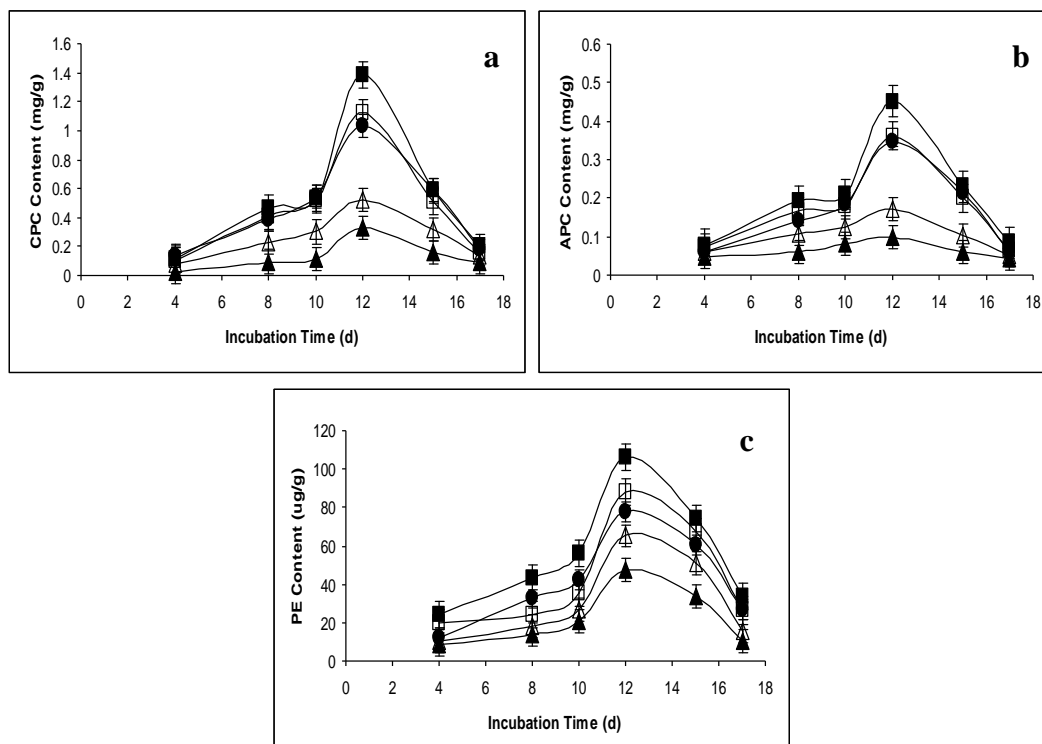 a
CPC Content (mg/g)
1.6
1.4
1.2
1
0.8
0.6
0.4
0.2
0
0 2 4 6 8 10 12 14 16 18
Incubation Time (d)
b
APC Content (mg/g)
0.6
0.5
0.4
0.3
0.2
0.1
0
0 2 4 6 8 10 12 14 16 18
Incubation Time (d)
c
PE Content (ug/g)
120
100
80
60
40
20
0
0 2 4 6 8 10 12 14 16 18
Incubation Time (d)